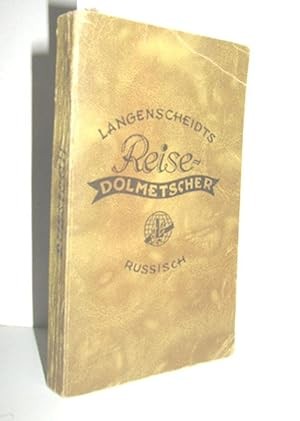 LANGENSCHEIDTS
Reise=
DOLMETSCHER
L
RUSSISCH